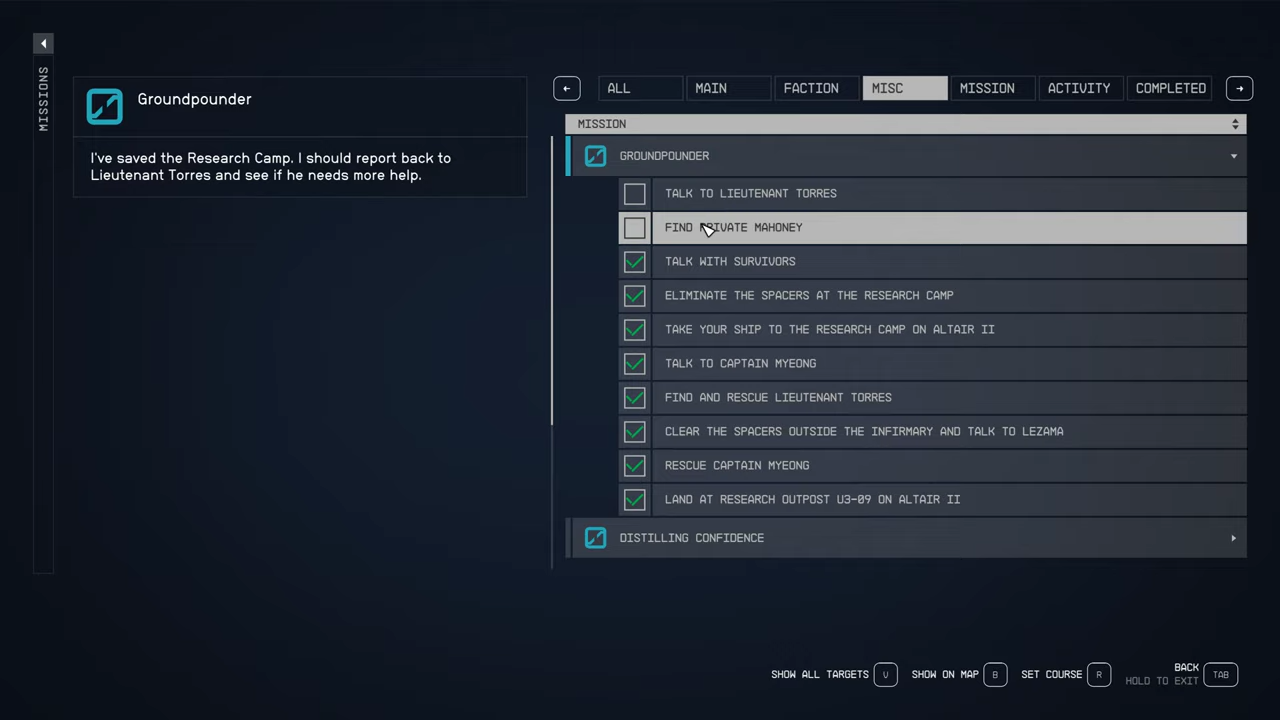 MISSIONS
Groundpounder
I've saved the Research Camp. I should report back to
Lieutenant Torres and see if he needs more help.
ALL
MAIN
FACTION
MISC
MISSION
ACTIVITY
COMPLETED
MISSION
GROUNDPOUNDER
TALK TO LIEUTENANT TORRES
FIND PRIVATE MAHONEY
TALK WITH SURVIVORS
ELIMINATE THE SPACERS AT THE RESEARCH CAMP
TAKE YOUR SHIP TO THE RESEARCH CAMP ON ALTAIR II
TALK TO CAPTAIN MYEONG
FIND AND RESCUE LIEUTENANT TORRES
CLEAR THE SPACERS OUTSIDE THE INFIRMARY AND TALK TO LEZAMA
RESCUE CAPTAIN MYEONG
LAND AT RESEARCH OUTPOST U3-09 ON ALTAIR II
DISTILLING CONFIDENCE
SHOW ALL TARGETS V
SHOW ON MAP B
SET COURSE R
BACK
HOLD TO EXIT
TAB